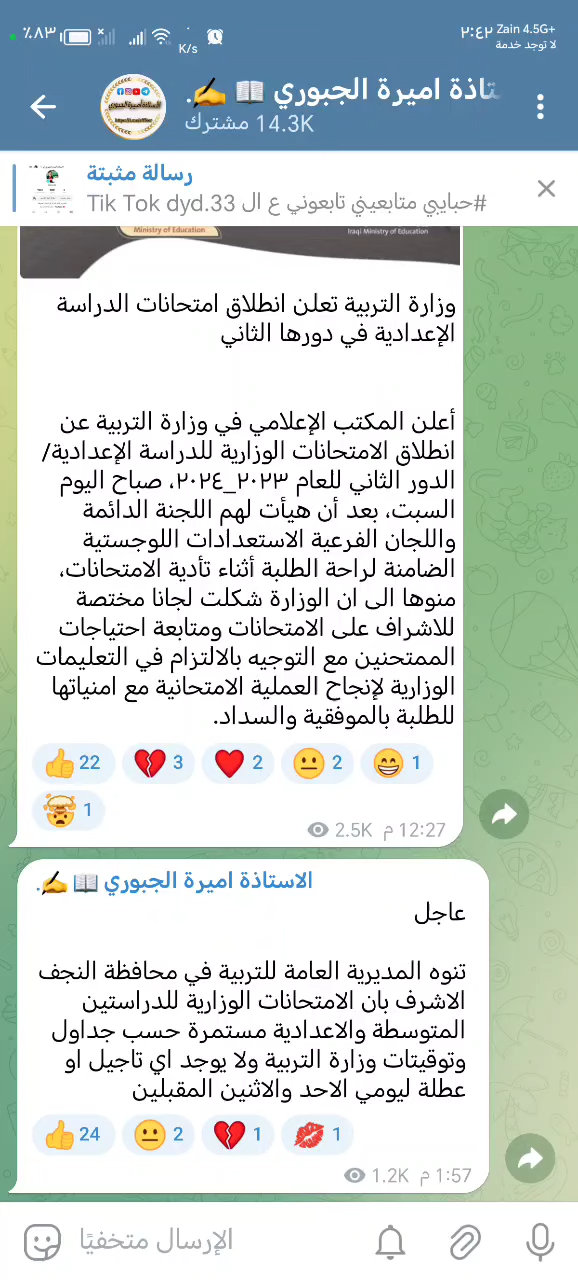 ٪٨٣
K/s
٢:٤٢ Zain 4.5G+
لا توجد خدمة
تاذة اميرة الجبوري 📖 ✍️.
14.3K مشترك
رسالة مثبتة
#حبايبي متابعيني تابعوني ع ال Tik Tok dyd.33
Ministry of Education
Iraqi Ministry of Education
وزارة التربية تعلن انطلاق امتحانات الدراسة
الإعدادية في دورها الثاني
أعلن المكتب الإعلامي في وزارة التربية عن
انطلاق الامتحانات الوزارية للدراسة الإعدادية/
الدور الثاني للعام ٢٠٢٣_٢٠٢٤، صباح اليوم
السبت، بعد أن هيأت لهم اللجنة الدائمة
واللجان الفرعية الاستعدادات اللوجستية
الضامنة لراحة الطلبة أثناء تأدية الامتحانات،
منوها الى ان الوزارة شكلت لجانا مختصة
للاشراف على الامتحانات ومتابعة احتياجات
الممتحنين مع التوجيه بالالتزام في التعليمات
الوزارية لإنجاح العملية الامتحانية مع امنياتها
للطلبة بالموفقية والسداد.
👍 22 💔 3 ❤️ 2 😐 2 😁 1
🤯 1
2.5K 12:27 م
الاستاذة اميرة الجبوري 📖 ✍️.
عاجل
تنوه المديرية العامة للتربية في محافظة النجف
الاشرف بان الامتحانات الوزارية للدراستين
المتوسطة والاعدادية مستمرة حسب جداول
وتوقيتات وزارة التربية ولا يوجد اي تاجيل او
عطلة ليومي الاحد والاثنين المقبلين
👍 24 😐 2 💔 1 💋 1
1.2K 1:57 م
الإرسال متخفيًا